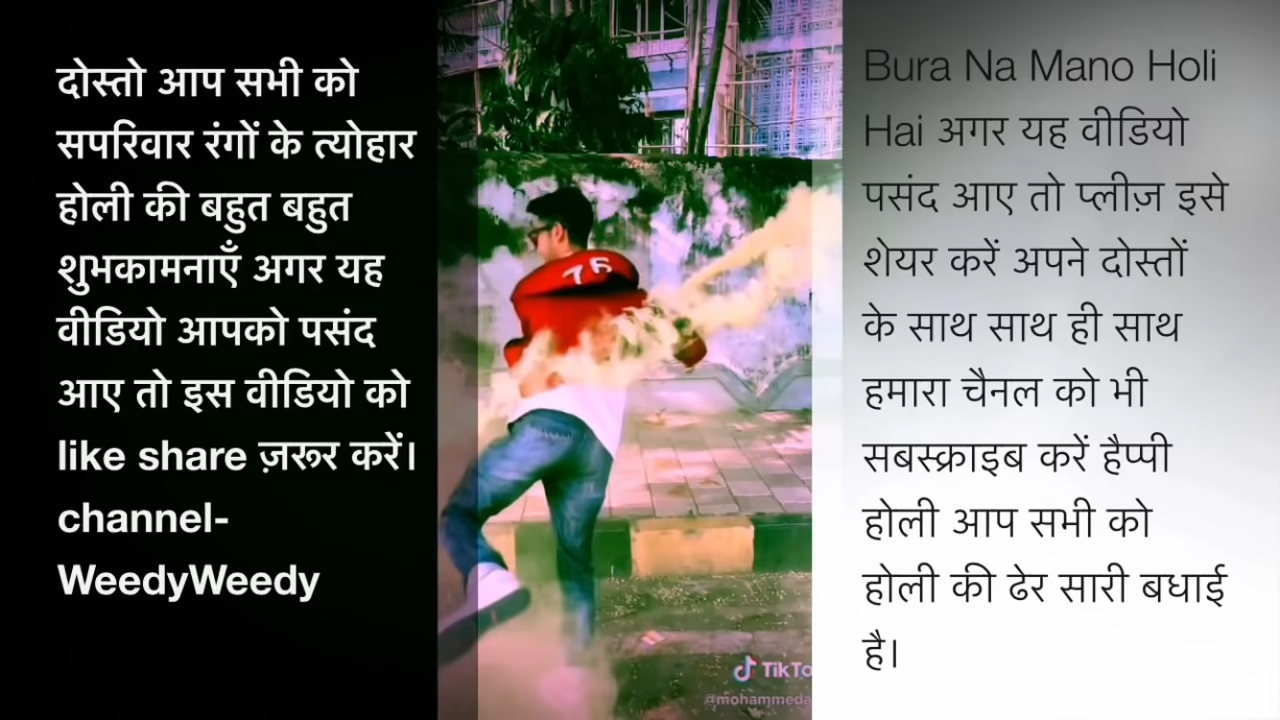 दोस्तो आप सभी को
सपरिवार रंगों के त्योहार
होली की बहुत बहुत
शुभकामनाएँ अगर यह
वीडियो आपको पसंद
आए तो इस वीडियो को
like share ज़रूर करें।
channel-
WeedyWeedy
76
TikTo
@mohammeda
Bura Na Mano Holi
Hai अगर यह वीडियो
पसंद आए तो प्लीज़ इसे
शेयर करें अपने दोस्तों
के साथ साथ ही साथ
हमारा चैनल को भी
सबस्क्राइब करें हैप्पी
होली आप सभी को
होली की ढेर सारी बधाई
है।